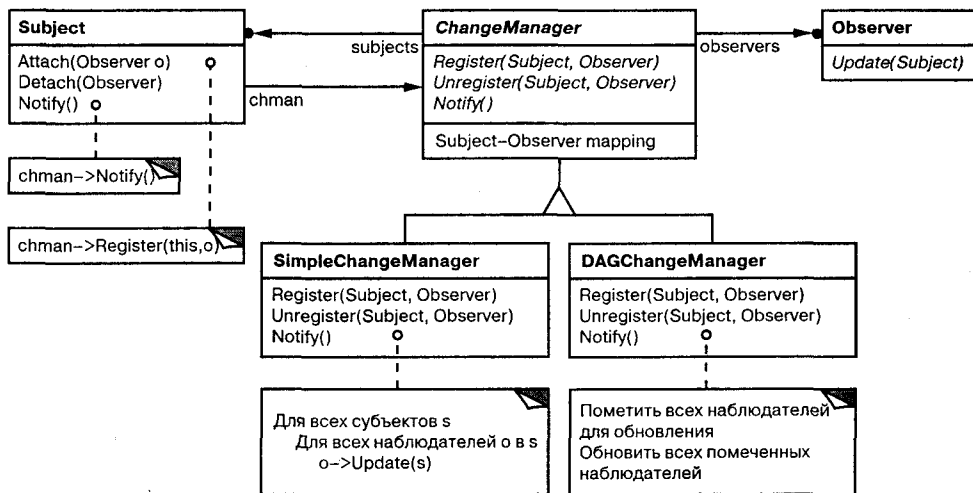 Subject
Attach(Observer o)
Detach(Observer)
Notify()
chman->Notify()
chman->Register(this,o)
subjects
chman
ChangeManager
Register(Subject, Observer)
Unregister(Subject, Observer)
Notify()
Subject-Observer mapping
observers
Observer
Update(Subject)
SimpleChangeManager
Register(Subject, Observer)
Unregister(Subject, Observer)
Notify()
Для всех субъектов s
Для всех наблюдателей o в s
o->Update(s)
DAGChangeManager
Register(Subject, Observer)
Unregister(Subject, Observer)
Notify()
Пометить всех наблюдателей
для обновления
Обновить всех помеченных
наблюдателей